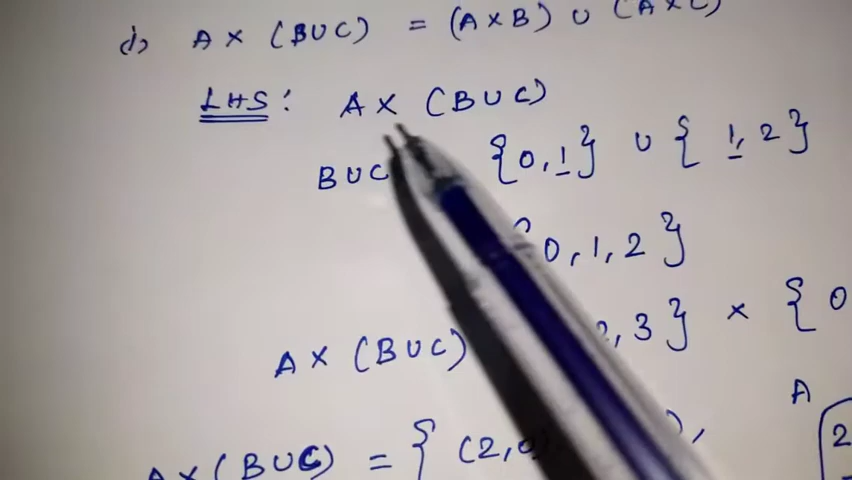 i) A × (B∪C) = (A×B) ∪ (A×C)
LHS: A× (B∪C)
B∪C {0,1} ∪ {1,2}
{0,1,2}
A × (B∪C) 2,3} × {0
A
A×(B∪C) = { (2,0) ),
2